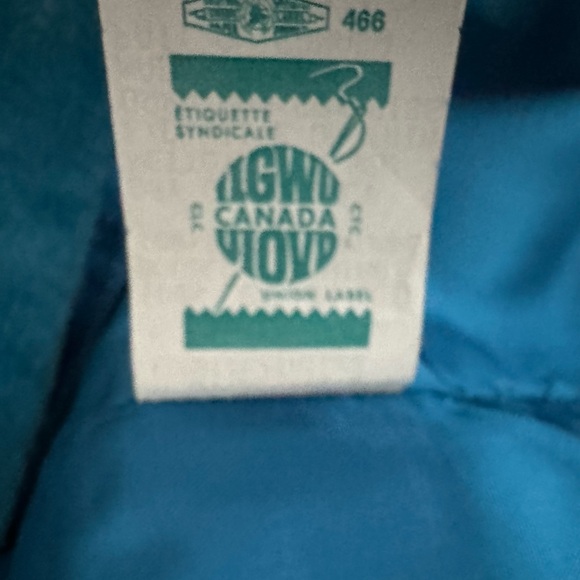 466
ÉTIQUETTE
SYNDICALE
ILGWU
CLC CANADA CTC
UIOVD
UNION LABEL